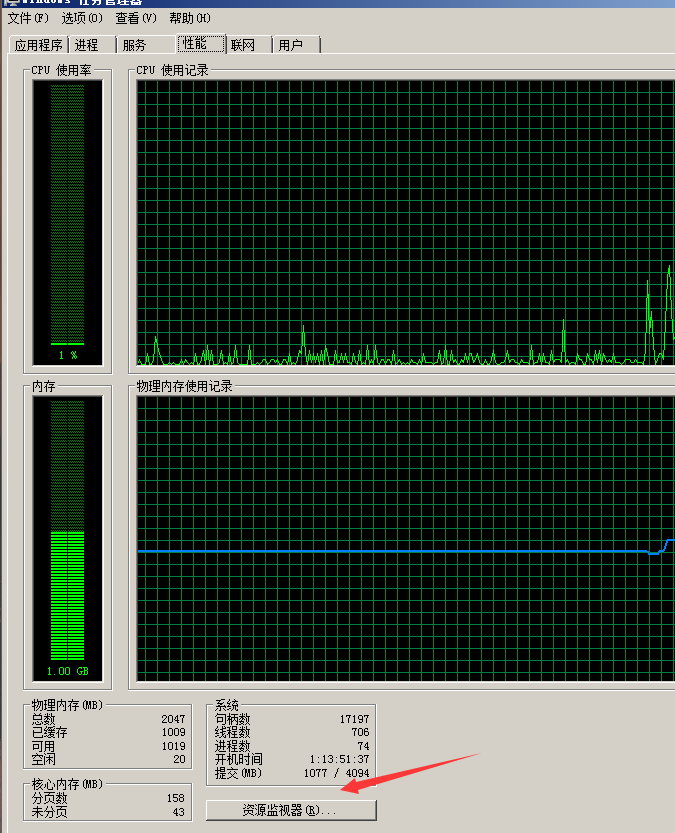 Windows 任务管理器
文件(F) 选项(O) 查看(V) 帮助(H)
应用程序 进程 服务 性能 联网 用户
CPU 使用率
CPU 使用记录
1 %
内存
物理内存使用记录
1.00 GB
物理内存(MB)
总数 2047
已缓存 1009
可用 1019
空闲 20
核心内存(MB)
分页数 158
未分页 43
系统
句柄数 17197
线程数 706
进程数 74
开机时间 1:13:51:37
提交(MB) 1077 / 4094
资源监视器(R)...